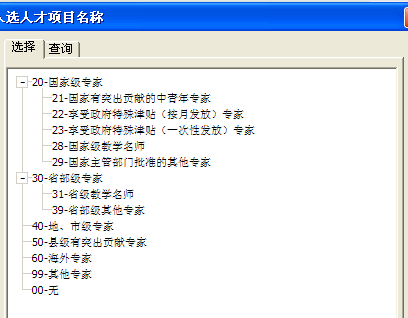 人选人才项目名称
选择 查询
20-国家级专家
21-国家有突出贡献的中青年专家
22-享受政府特殊津贴（按月发放）专家
23-享受政府特殊津贴（一次性发放）专家
28-国家级教学名师
29-国家主管部门批准的其他专家
30-省部级专家
31-省级教学名师
39-省部级其他专家
40-地、市级专家
50-县级有突出贡献专家
60-海外专家
99-其他专家
00-无